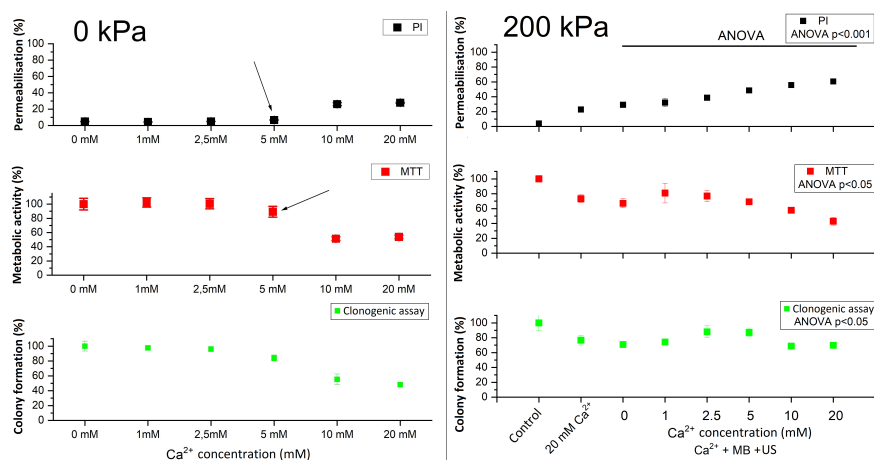 0 kPa
PI
Permeabilisation (%)
100
80
60
40
20
0
0 mM 1mM 2,5mM 5 mM 10 mM 20 mM
MTT
Metabolic activity (%)
100
80
60
40
20
0
0 mM 1mM 2,5mM 5 mM 10 mM 20 mM
Clonogenic assay
Colony formation (%)
100
80
60
40
20
0
0 mM 1mM 2,5mM 5 mM 10 mM 20 mM
Ca²⁺ concentration (mM)
200 kPa
ANOVA
PI
ANOVA p<0.001
Permeabilisation (%)
100
80
60
40
20
0
MTT
ANOVA p<0.05
Metabolic activity (%)
100
80
60
40
20
0
Clonogenic assay
ANOVA p<0.05
Colony formation (%)
100
80
60
40
20
0
Control 20 mM Ca²⁺ 0 1 2.5 5 10 20
Ca²⁺ concentration (mM)
Ca²⁺ + MB +US